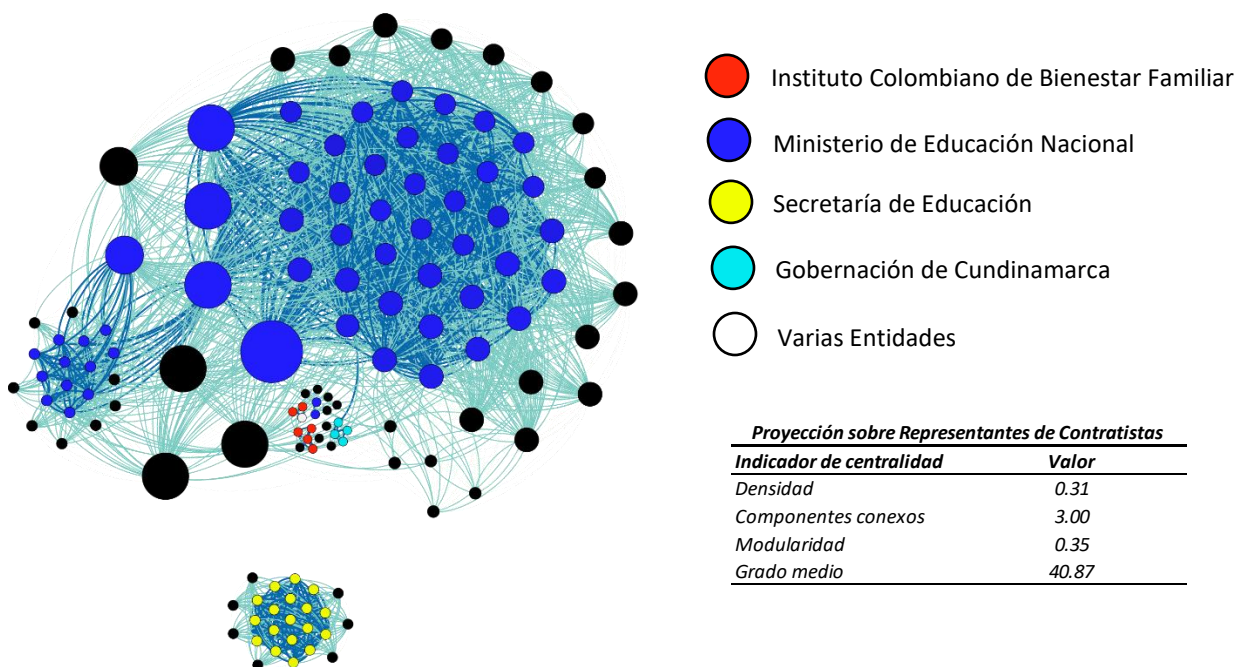 Instituto Colombiano de Bienestar Familiar
Ministerio de Educación Nacional
Secretaría de Educación
Gobernación de Cundinamarca
Varias Entidades
Proyección sobre Representantes de Contratistas
Indicador de centralidad Valor
Densidad 0.31
Componentes conexos 3.00
Modularidad 0.35
Grado medio 40.87